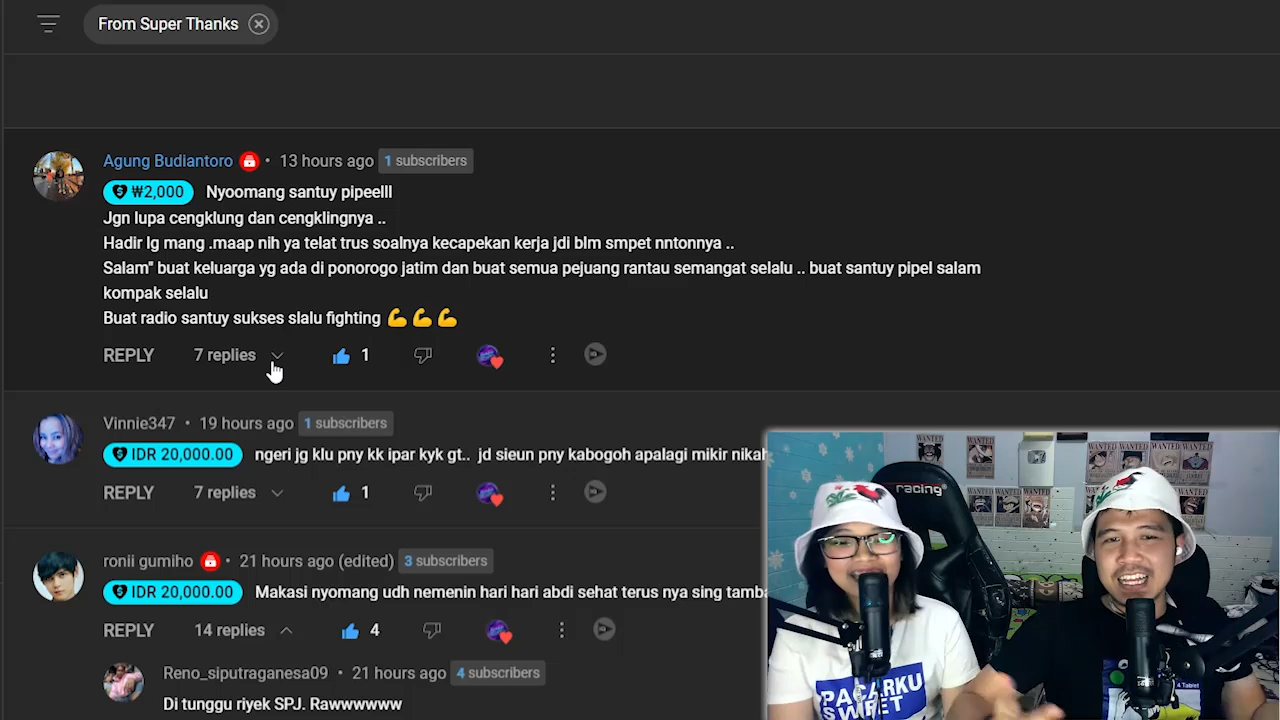 From Super Thanks
Agung Budiantoro • 13 hours ago 1 subscribers
₩2,000 Nyoomang santuy pipeelll
Jgn lupa cengklung dan cengklingnya ..
Hadir lg mang .maap nih ya telat trus soalnya kecapekan kerja jdi blm smpet nntonnya ..
Salam" buat keluarga yg ada di ponorogo jatim dan buat semua pejuang rantau semangat selalu .. buat santuy pipel salam
kompak selalu
Buat radio santuy sukses slalu fighting 💪 💪 💪
REPLY 7 replies 1
Vinnie347 • 19 hours ago 1 subscribers
IDR 20,000.00 ngeri jg klu pny kk ipar kyk gt.. jd sieun pny kabogoh apalagi mikir nikah
REPLY 7 replies 1
ronii gumiho • 21 hours ago (edited) 3 subscribers
IDR 20,000.00 Makasi nyomang udh nemenin hari hari abdi sehat terus nya sing tamba
REPLY 14 replies 4
Reno_siputraganesa09 • 21 hours ago 4 subscribers
Di tunggu riyek SPJ. Rawwwwww
racing
WANTED
PACARKU
4 Tablet